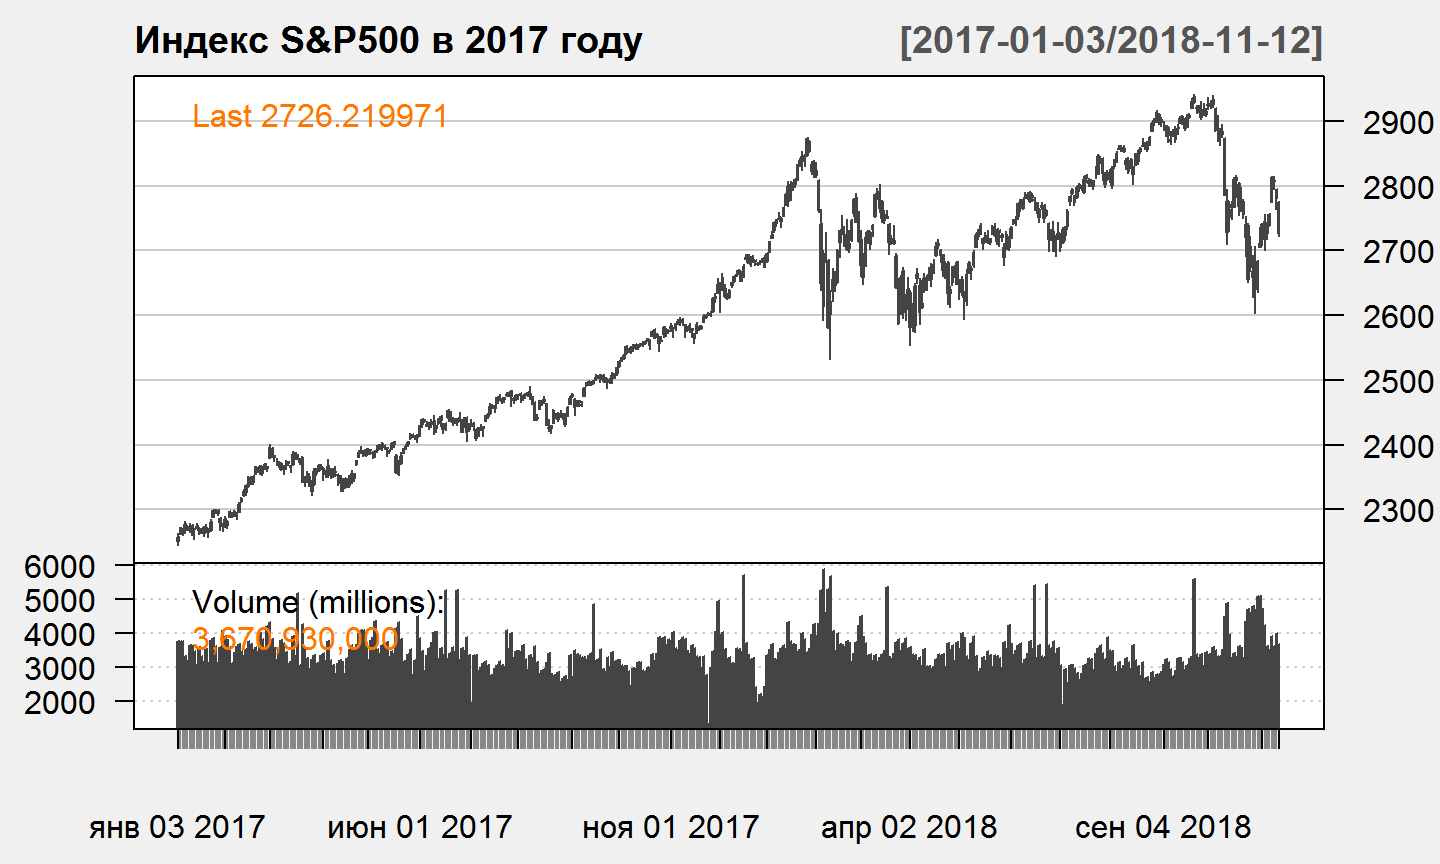 Индекс S&P500 в 2017 году
[2017-01-03/2018-11-12]
Last 2726.219971
2900
2800
2700
2600
2500
2400
2300
Volume (millions):
3,670,930,000
6000
5000
4000
3000
2000
янв 03 2017
июн 01 2017
ноя 01 2017
апр 02 2018
сен 04 2018